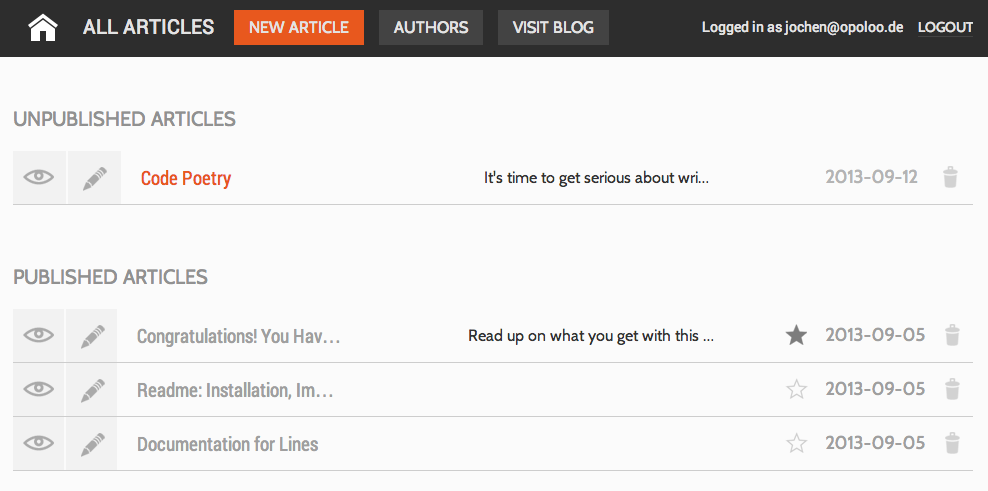 ALL ARTICLES NEW ARTICLE AUTHORS VISIT BLOG Logged in as jochen@opoloo.de LOGOUT
UNPUBLISHED ARTICLES
Code Poetry It's time to get serious about wri... 2013-09-12
PUBLISHED ARTICLES
Congratulations! You Hav... Read up on what you get with this ... 2013-09-05
Readme: Installation, Im... 2013-09-05
Documentation for Lines 2013-09-05